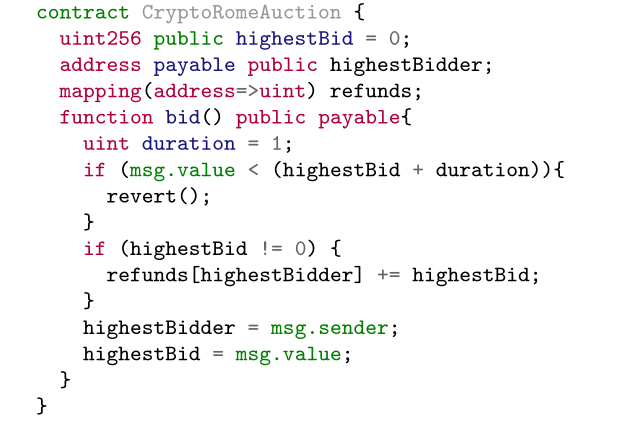 contract CryptoRomeAuction {
uint256 public highestBid = 0;
address payable public highestBidder;
mapping(address=>uint) refunds;
function bid() public payable{
uint duration = 1;
if (msg.value < (highestBid + duration)){
revert();
}
if (highestBid != 0) {
refunds[highestBidder] += highestBid;
}
highestBidder = msg.sender;
highestBid = msg.value;
}
}